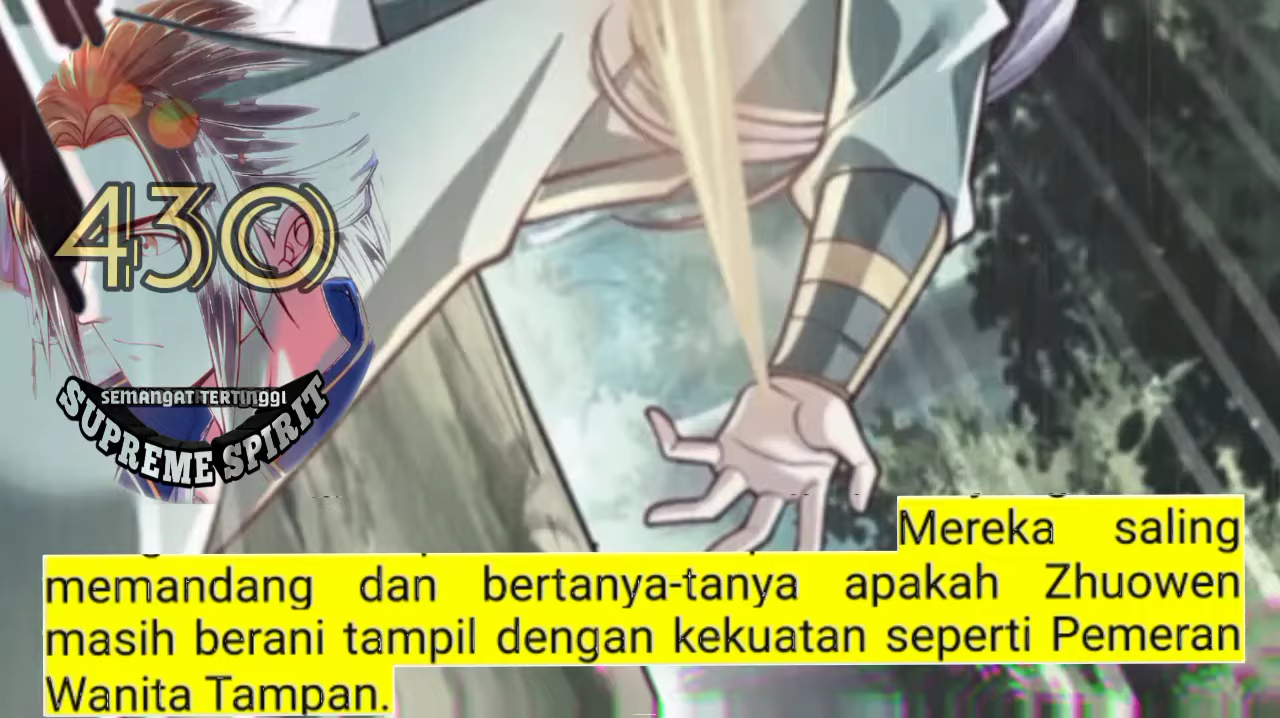 430
SEMANGAT TERTINGGI
SUPREME SPIRIT
Mereka saling
memandang dan bertanya-tanya apakah Zhuowen
masih berani tampil dengan kekuatan seperti Pemeran
Wanita Tampan.